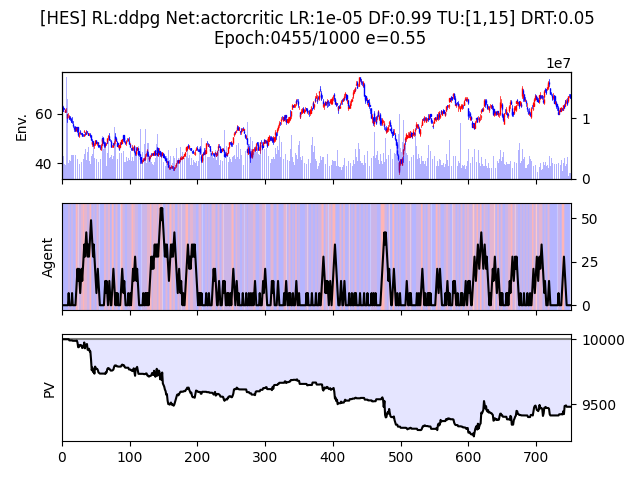 [HES] RL:ddpg Net:actorcritic LR:1e-05 DF:0.99 TU:[1,15] DRT:0.05
Epoch:0455/1000 e=0.55
1e7
Env.
60
40
1
0
Agent
50
25
0
PV
10000
9500
0 100 200 300 400 500 600 700